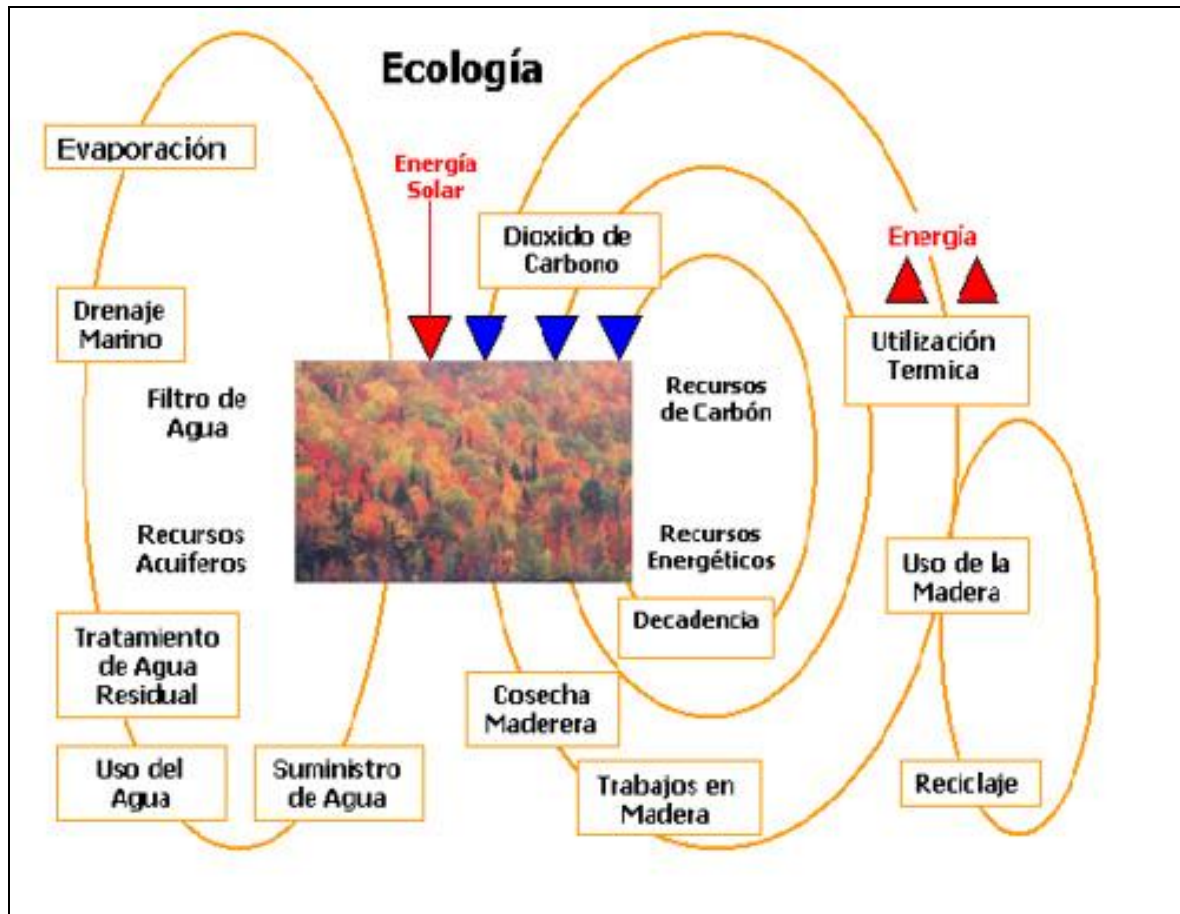 Ecología
Evaporación
Energía
Solar
Dioxido de
Carbono
Energía
Drenaje
Marino
Utilización
Termica
Filtro de
Agua
Recursos
de Carbón
Recursos
Acuiferos
Recursos
Energéticos
Uso de la
Madera
Decadencia
Tratamiento
de Agua
Residual
Cosecha
Maderera
Uso del
Agua
Suministro
de Agua
Trabajos en
Madera
Reciclaje